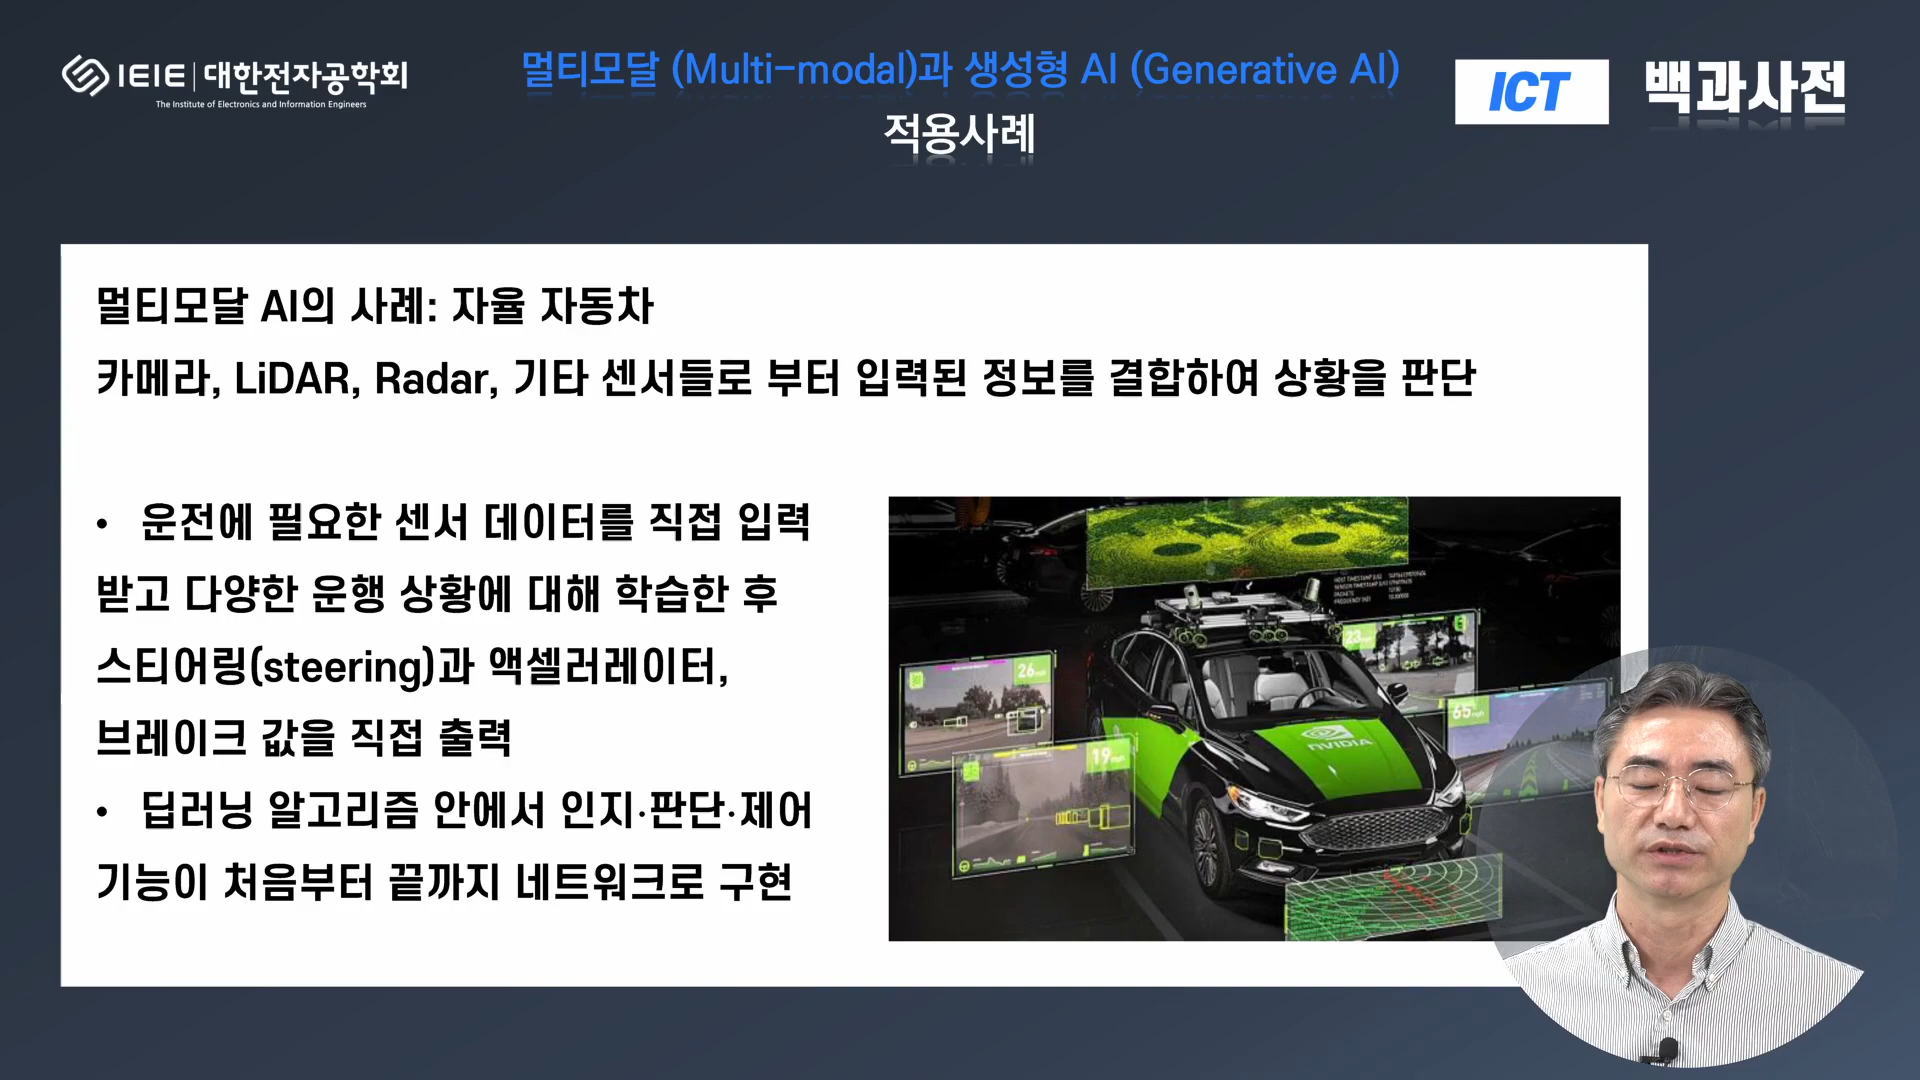 IEIE 대한전자공학회
The Institute of Electronics and Information Engineers
멀티모달 (Multi-modal)과 생성형 AI (Generative AI)
적용사례
ICT 백과사전
멀티모달 AI의 사례: 자율 자동차
카메라, LiDAR, Radar, 기타 센서들로 부터 입력된 정보를 결합하여 상황을 판단
• 운전에 필요한 센서 데이터를 직접 입력
받고 다양한 운행 상황에 대해 학습한 후
스티어링(steering)과 액셀러레이터,
브레이크 값을 직접 출력
• 딥러닝 알고리즘 안에서 인지·판단·제어
기능이 처음부터 끝까지 네트워크로 구현
23
26
65 mph
19
NVIDIA